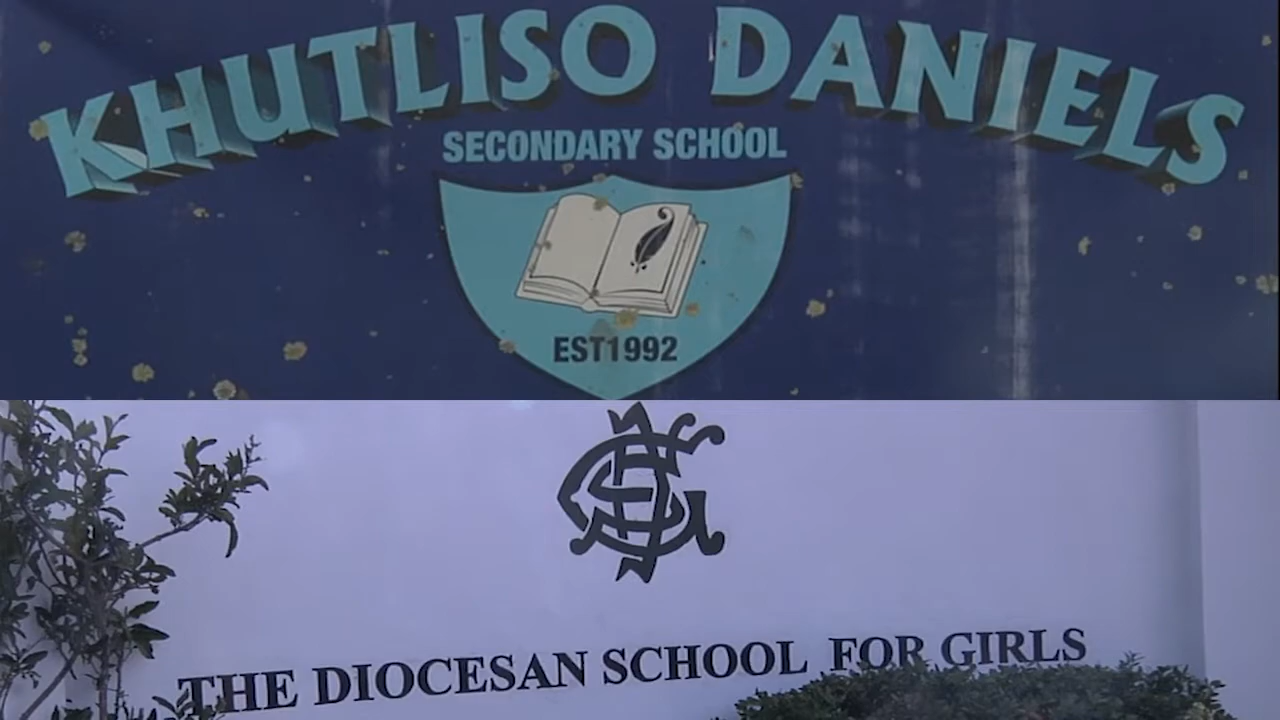 KHUTLISO DANIELS
SECONDARY SCHOOL
EST1992
THE DIOCESAN SCHOOL FOR GIRLS